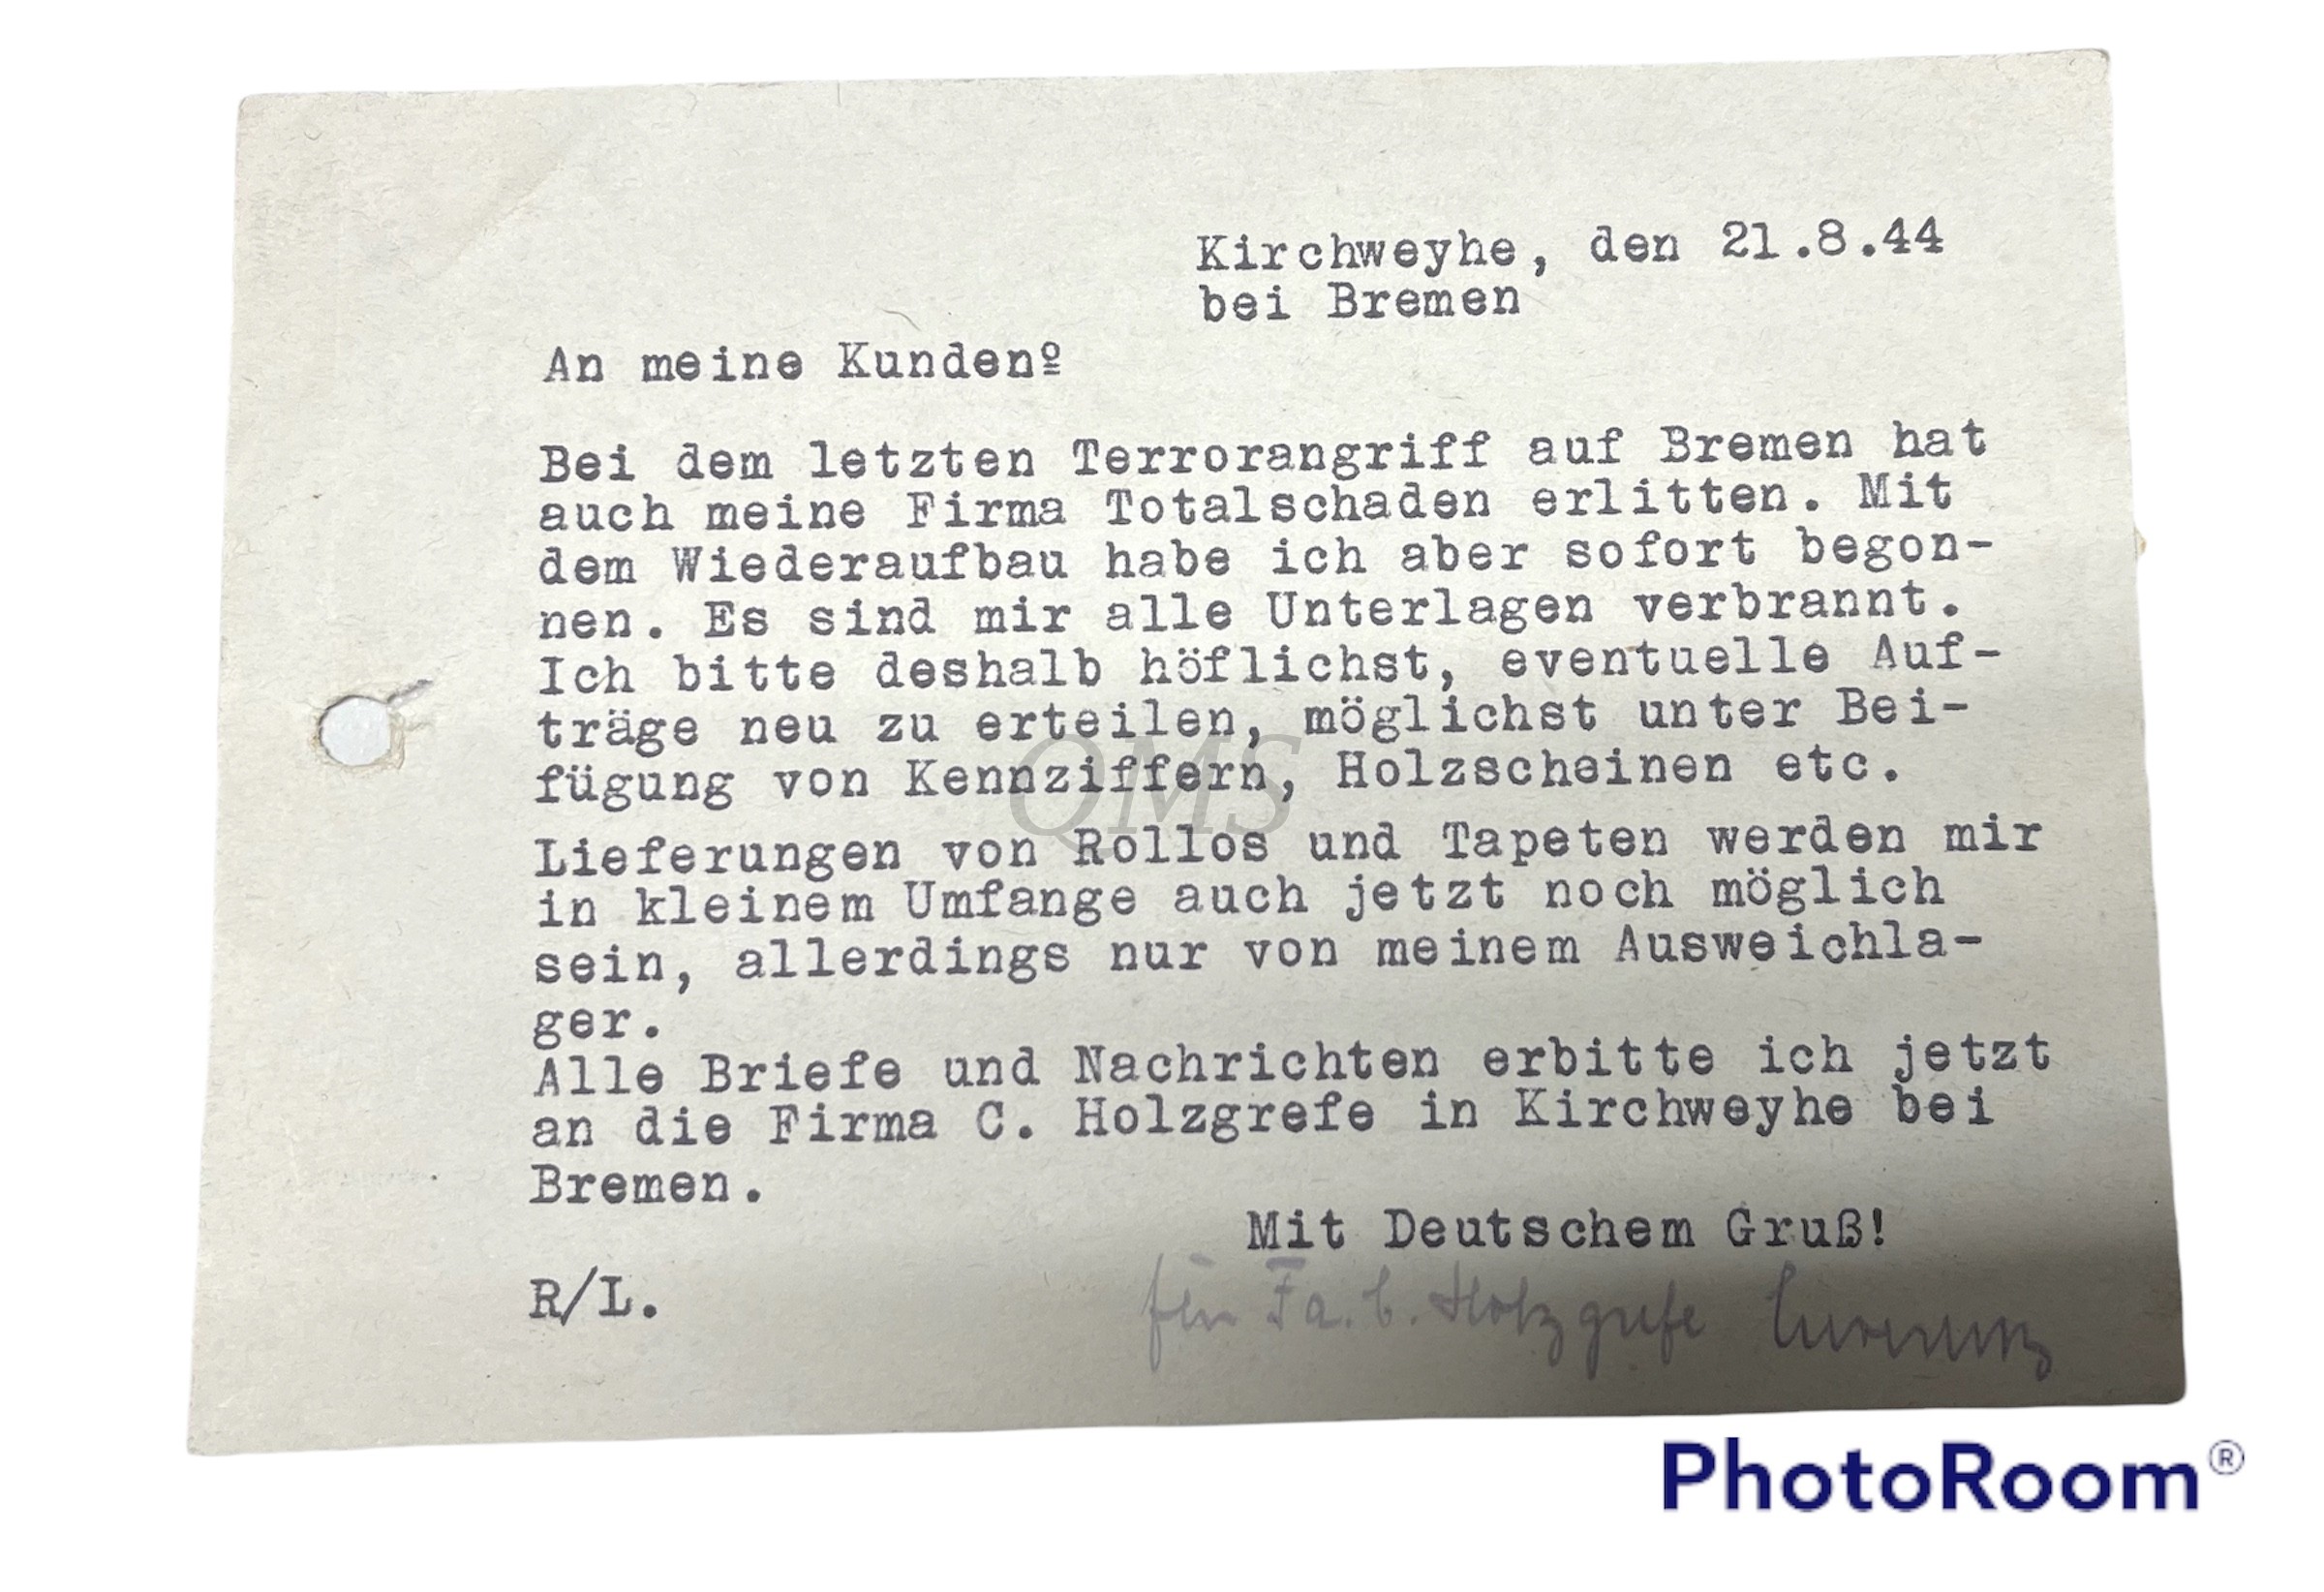 Kirchweyhe, den 21.8.44
bei Bremen
An meine Kundenº
Bei dem letzten Terrorangriff auf Bremen hat
auch meine Firma Totalschaden erlitten. Mit
dem Wiederaufbau habe ich aber sofort begon-
nen. Es sind mir alle Unterlagen verbrannt.
Ich bitte deshalb höflichst, eventuelle Auf-
träge neu zu erteilen, möglichst unter Bei-
fügung von Kennziffern, Holzscheinen etc.
QMS
Lieferungen von Rollos und Tapeten werden mir
in kleinem Umfange auch jetzt noch möglich
sein, allerdings nur von meinem Ausweichla-
ger.
Alle Briefe und Nachrichten erbitte ich jetzt
an die Firma C. Holzgrefe in Kirchweyhe bei
Bremen.
Mit Deutschem Gruß!
R/L.
für Fa. C. Holzgrefe
PhotoRoom®